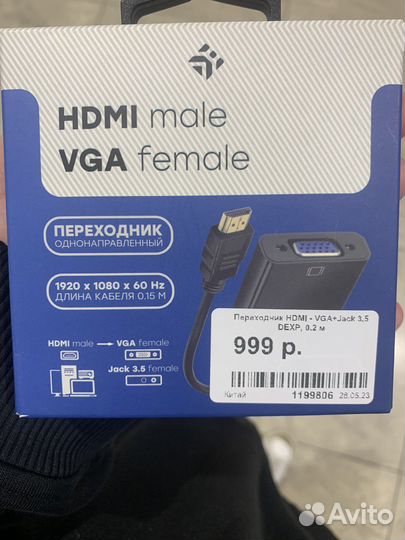 HDMI male
VGA female
ПЕРЕХОДНИК
ОДНОНАПРАВЛЕННЫЙ
1920 x 1080 x 60 Hz
ДЛИНА КАБЕЛЯ 0.15 М
HDMI male → VGA female
Jack 3.5 female
Переходник HDMI - VGA+Jack 3,5
DEXP, 0.2 м
999 р.
Китай 1199806 28.05.23
Avito